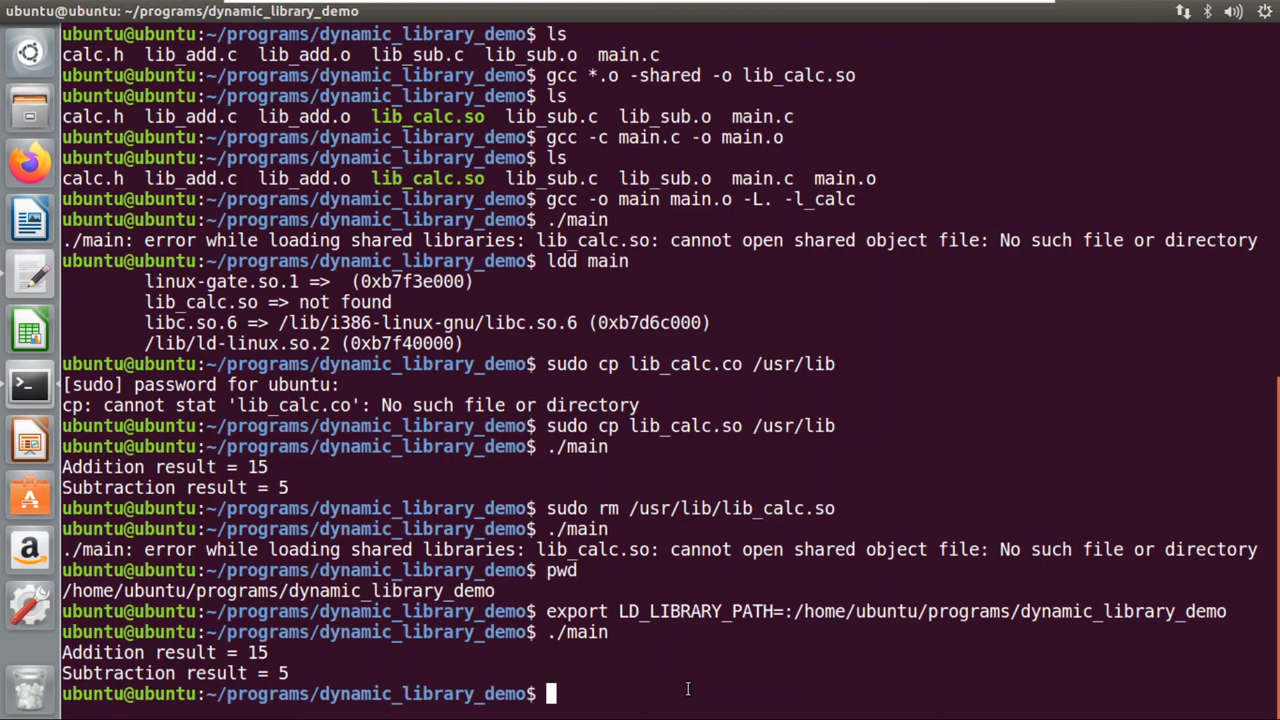 ubuntu@ubuntu: ~/programs/dynamic_library_demo
ubuntu@ubuntu:~/programs/dynamic_library_demo$ ls
calc.h  lib_add.c  lib_add.o  lib_sub.c  lib_sub.o  main.c
ubuntu@ubuntu:~/programs/dynamic_library_demo$ gcc *.o -shared -o lib_calc.so
ubuntu@ubuntu:~/programs/dynamic_library_demo$ ls
calc.h  lib_add.c  lib_add.o  lib_calc.so  lib_sub.c  lib_sub.o  main.c
ubuntu@ubuntu:~/programs/dynamic_library_demo$ gcc -c main.c -o main.o
ubuntu@ubuntu:~/programs/dynamic_library_demo$ ls
calc.h  lib_add.c  lib_add.o  lib_calc.so  lib_sub.c  lib_sub.o  main.c  main.o
ubuntu@ubuntu:~/programs/dynamic_library_demo$ gcc -o main main.o -L. -l_calc
ubuntu@ubuntu:~/programs/dynamic_library_demo$ ./main
./main: error while loading shared libraries: lib_calc.so: cannot open shared object file: No such file or directory
ubuntu@ubuntu:~/programs/dynamic_library_demo$ ldd main
linux-gate.so.1 =>  (0xb7f3e000)
lib_calc.so => not found
libc.so.6 => /lib/i386-linux-gnu/libc.so.6 (0xb7d6c000)
/lib/ld-linux.so.2 (0xb7f40000)
ubuntu@ubuntu:~/programs/dynamic_library_demo$ sudo cp lib_calc.co /usr/lib
[sudo] password for ubuntu:
cp: cannot stat 'lib_calc.co': No such file or directory
ubuntu@ubuntu:~/programs/dynamic_library_demo$ sudo cp lib_calc.so /usr/lib
ubuntu@ubuntu:~/programs/dynamic_library_demo$ ./main
Addition result = 15
Subtraction result = 5
ubuntu@ubuntu:~/programs/dynamic_library_demo$ sudo rm /usr/lib/lib_calc.so
ubuntu@ubuntu:~/programs/dynamic_library_demo$ ./main
./main: error while loading shared libraries: lib_calc.so: cannot open shared object file: No such file or directory
ubuntu@ubuntu:~/programs/dynamic_library_demo$ pwd
/home/ubuntu/programs/dynamic_library_demo
ubuntu@ubuntu:~/programs/dynamic_library_demo$ export LD_LIBRARY_PATH=:/home/ubuntu/programs/dynamic_library_demo
ubuntu@ubuntu:~/programs/dynamic_library_demo$ ./main
Addition result = 15
Subtraction result = 5
ubuntu@ubuntu:~/programs/dynamic_library_demo$